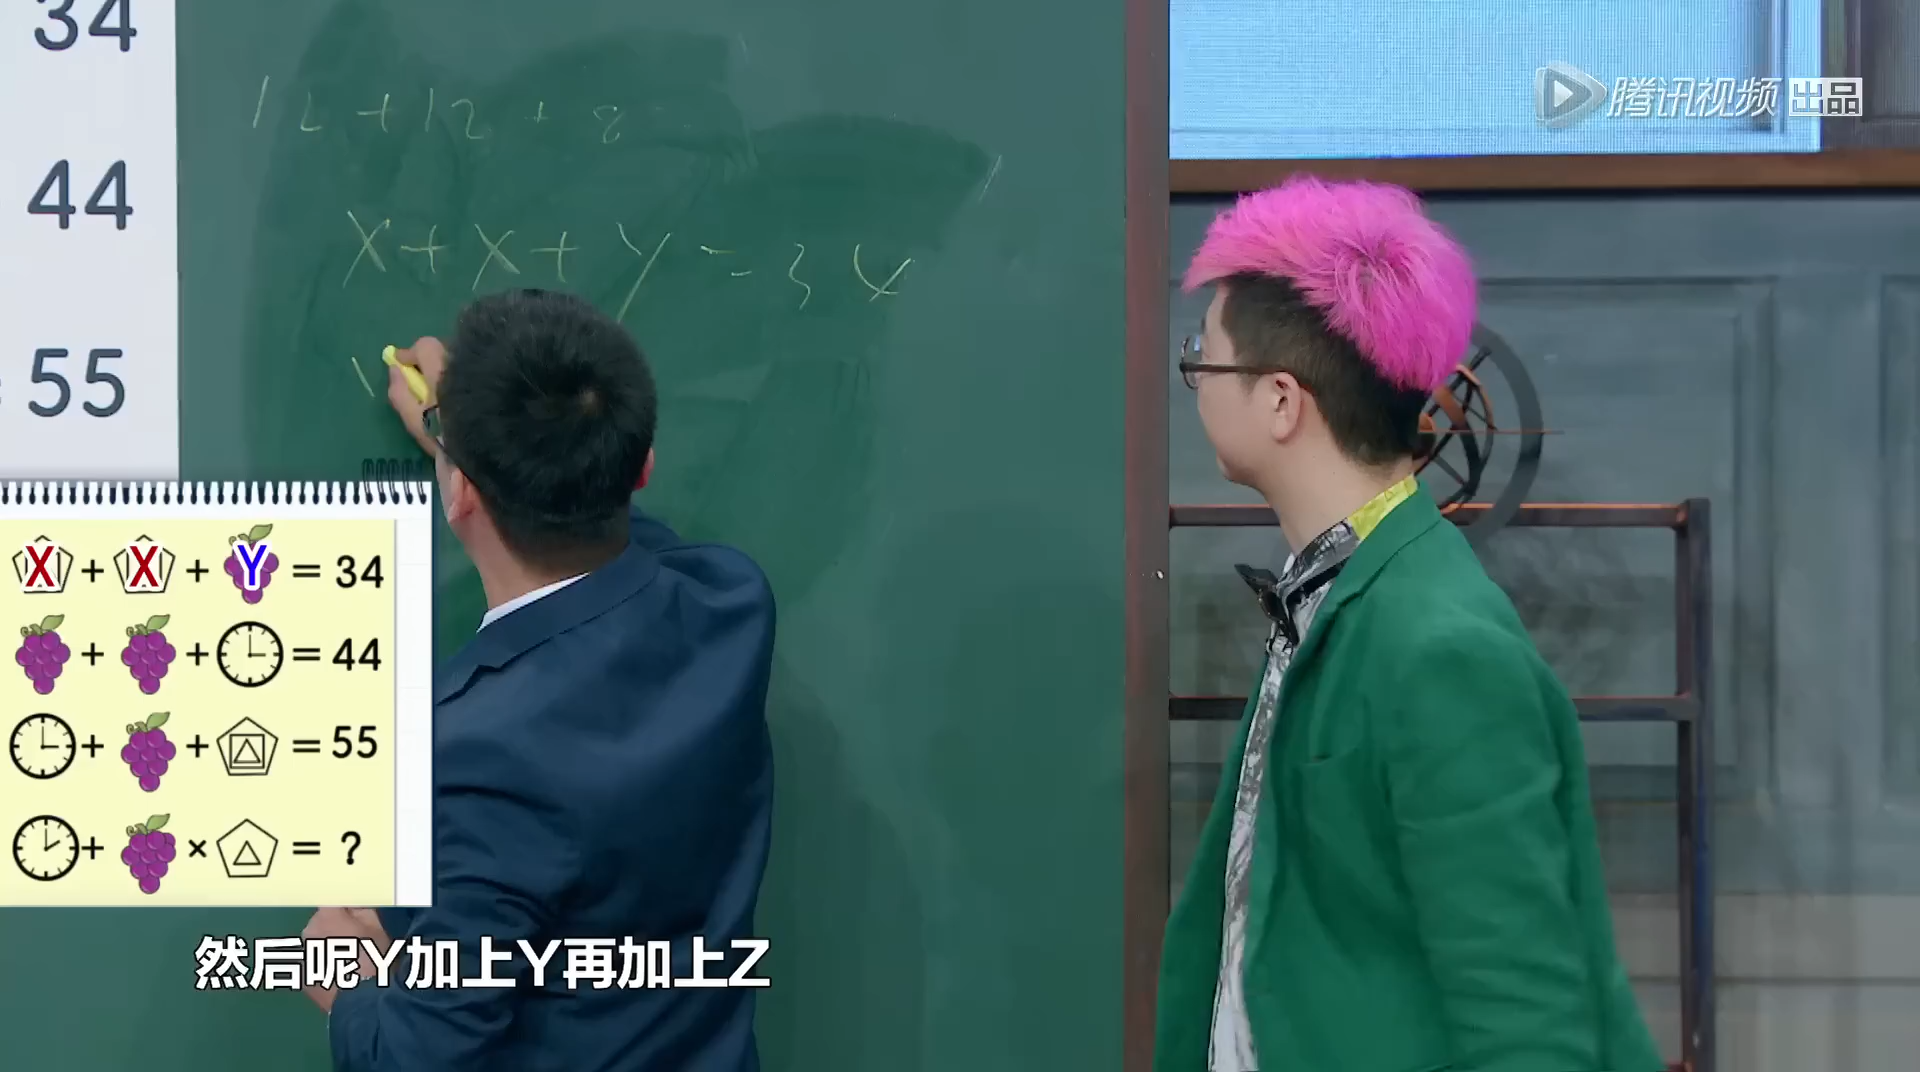 34
44
= 55
腾讯视频 出品
12 + 12 + 8
X + X + Y = 34
X + X + Y = 34
+ + = 44
+ + = 55
+ × = ?
然后呢Y加上Y再加上Z